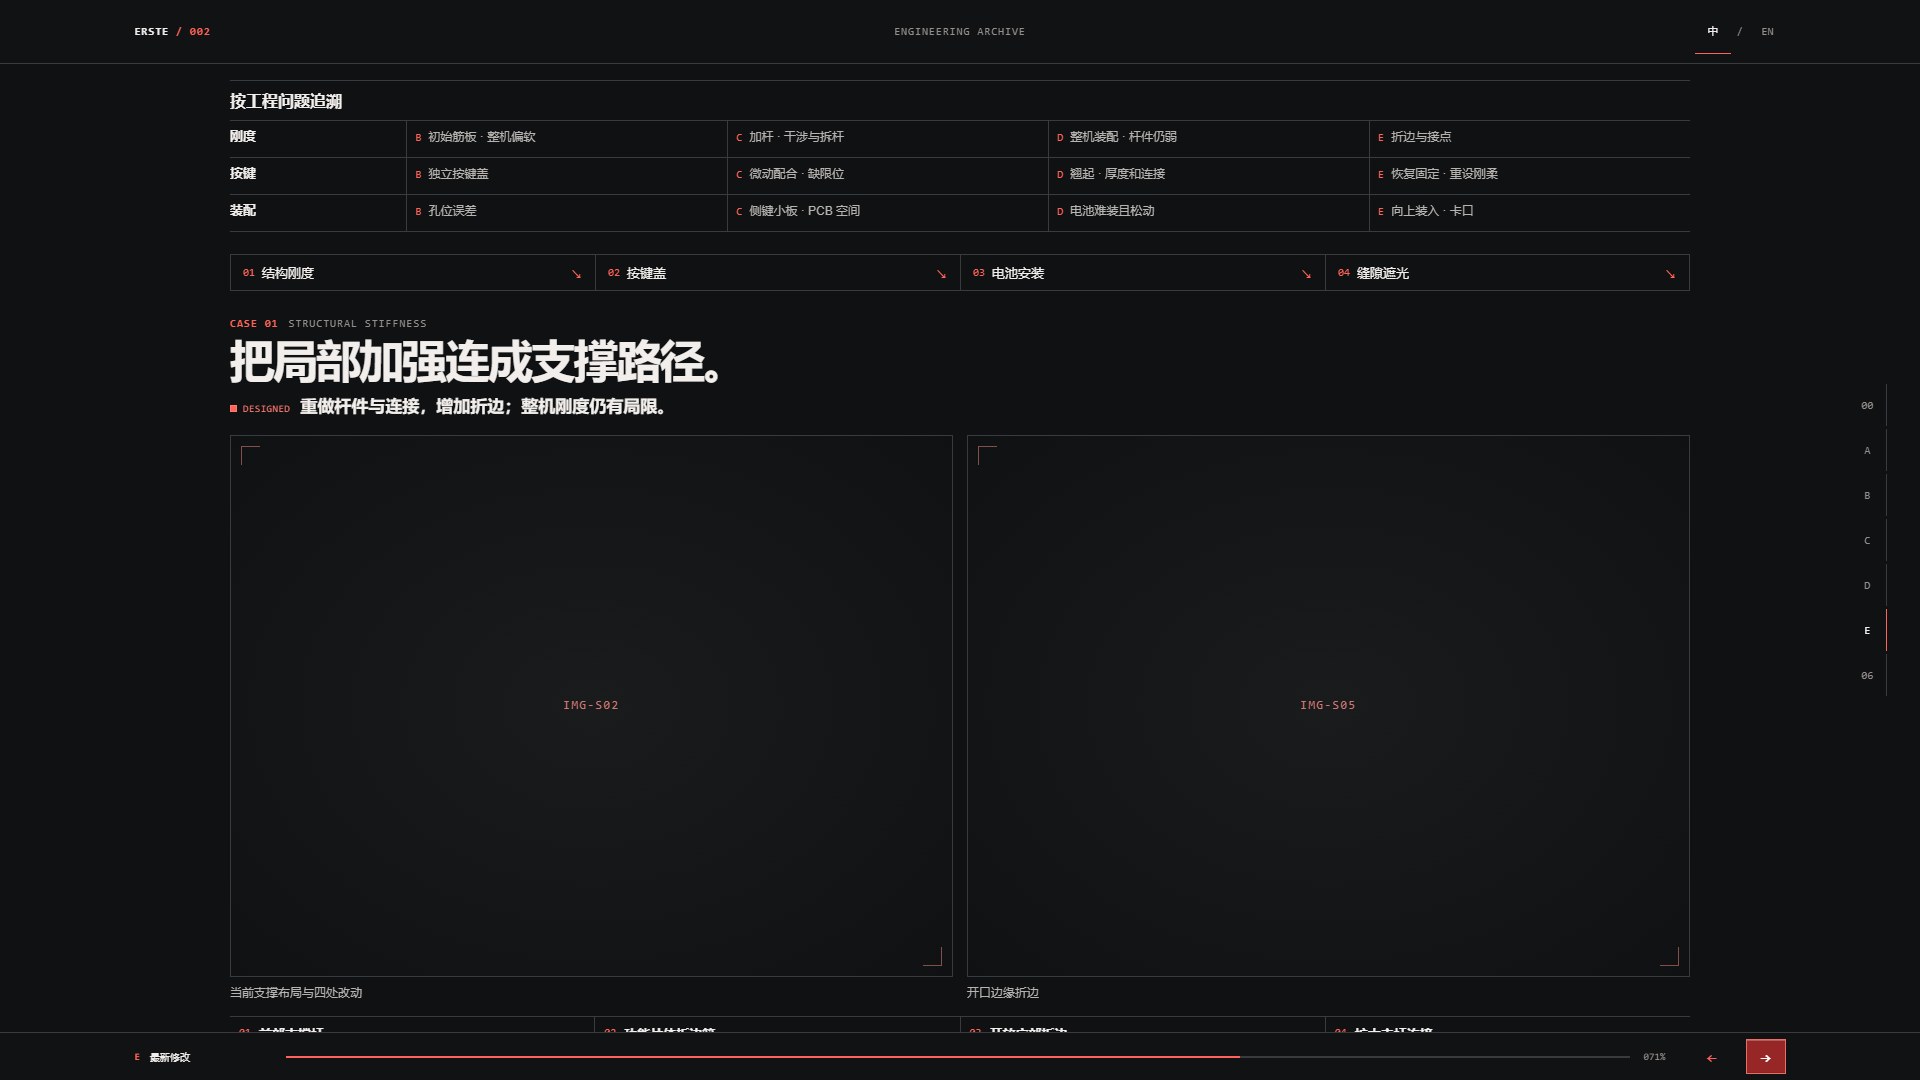 ERSTE / 002
ENGINEERING ARCHIVE
中 / EN
按工程问题追溯
刚度 B 初始筋板 · 整机偏软 C 加杆 · 干涉与拆杆 D 整机装配 · 杆件仍弱 E 折边与接点
按键 B 独立按键盖 C 微动配合 · 缺限位 D 翘起 · 厚度和连接 E 恢复固定 · 重设刚柔
装配 B 孔位误差 C 侧键小板 · PCB 空间 D 电池难装且松动 E 向上装入 · 卡口
01 结构刚度 ↘ 02 按键盖 ↘ 03 电池安装 ↘ 04 缝隙遮光 ↘
CASE 01 STRUCTURAL STIFFNESS
把局部加强连成支撑路径。
DESIGNED 重做杆件与连接，增加折边；整机刚度仍有局限。
00
A
B
C
D
E
06
IMG-S02
IMG-S05
当前支撑布局与四处改动
开口边缘折边
E 最新修改
071%
← →